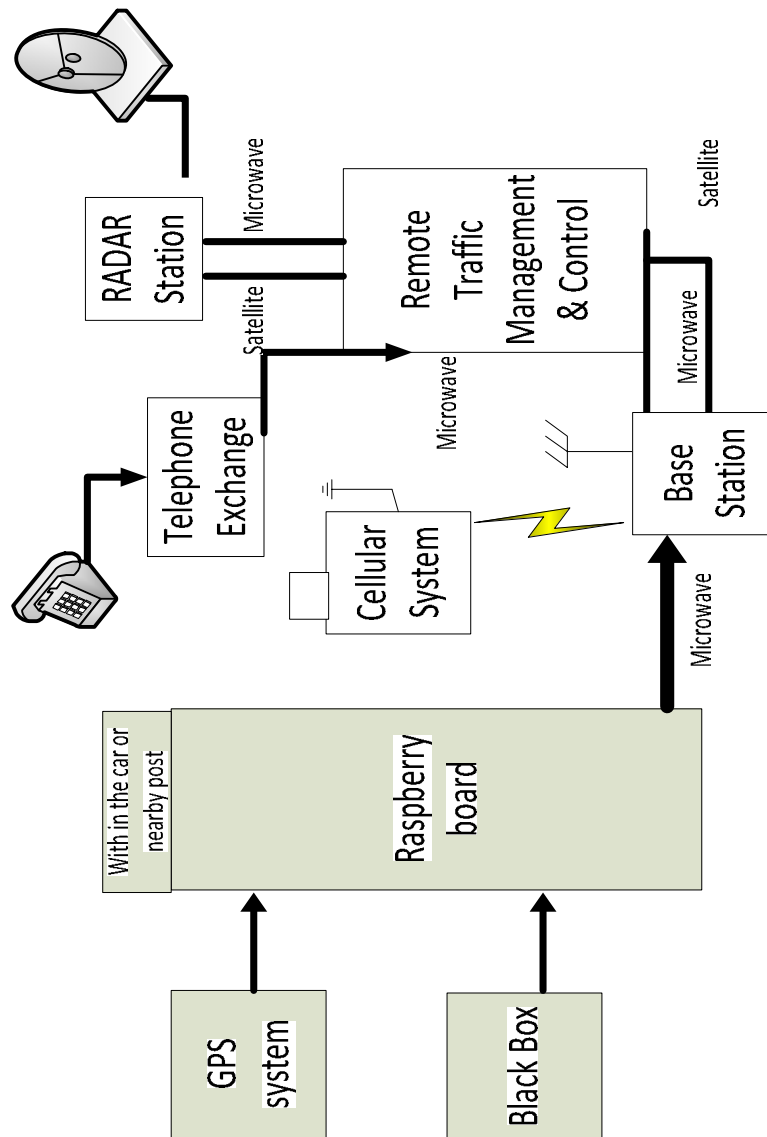 RADAR
Station
Satellite
Microwave
Telephone
Exchange
Remote
Traffic
Management
& Control
Microwave
Cellular
System
Base
Station
Microwave
Satellite
Microwave
With in the car or
nearby post
Raspberry
board
GPS
system
Black Box